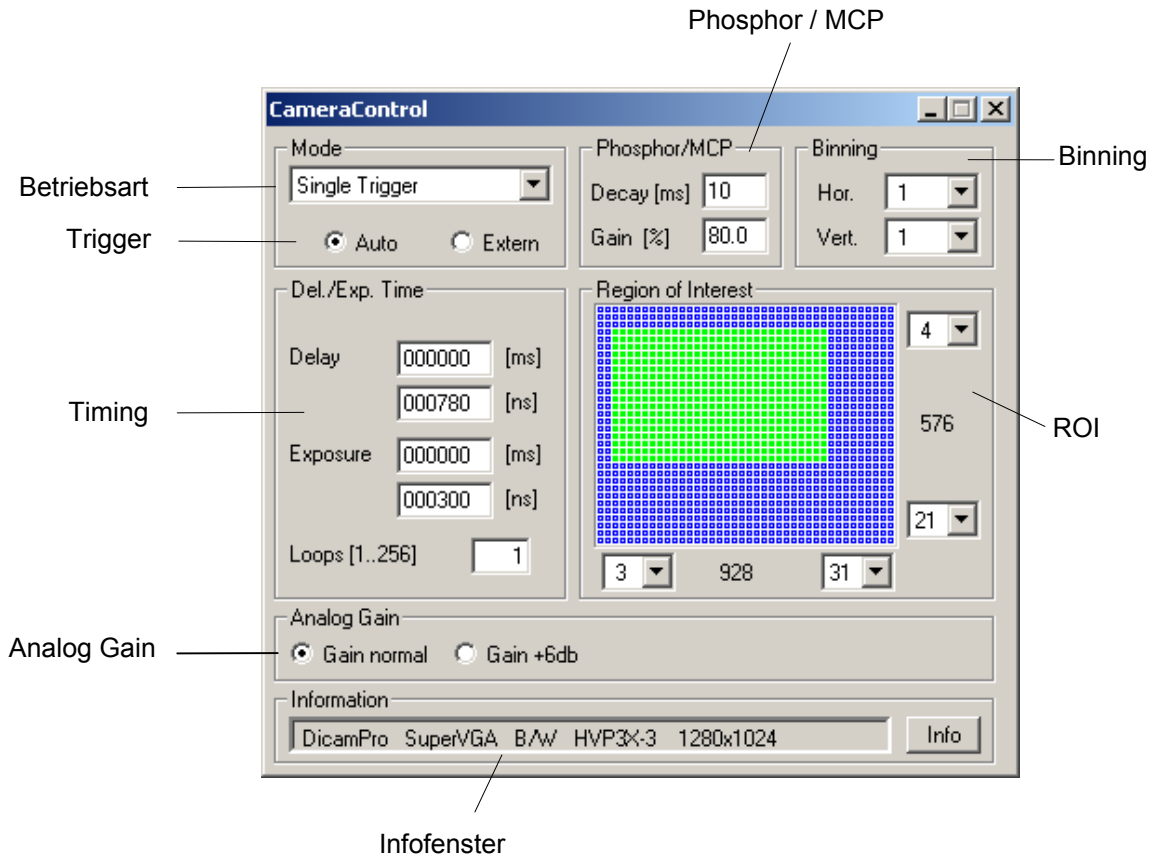 Phosphor / MCP
CameraControl
Mode
Phosphor/MCP
Binning
Binning
Betriebsart
Single Trigger
Decay [ms] 10
Hor. 1
Trigger
Auto Extern
Gain [%] 80.0
Vert. 1
Del./Exp. Time
Region of Interest
4
Delay 000000 [ms]
000780 [ns]
Timing
576
ROI
Exposure 000000 [ms]
000300 [ns]
21
Loops [1..256] 1
3 928 31
Analog Gain
Analog Gain
Gain normal Gain +6db
Information
DicamPro SuperVGA B/W HVP3X-3 1280x1024
Info
Infofenster